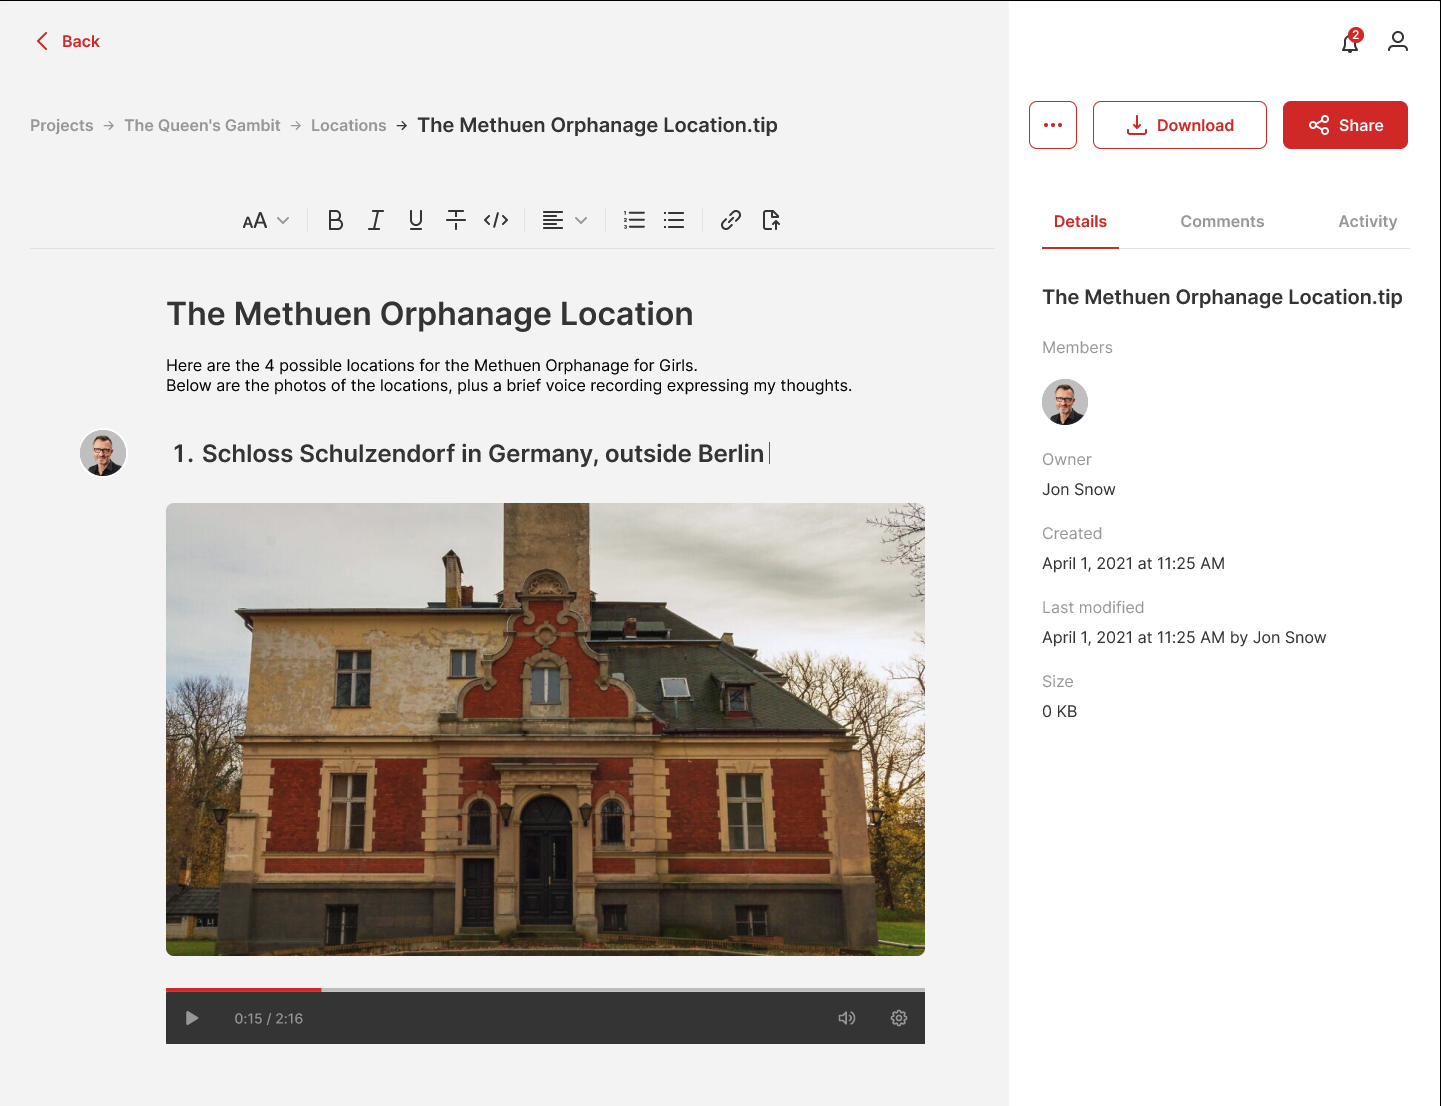 Back
2
Projects → The Queen's Gambit → Locations → The Methuen Orphanage Location.tip
Download
Share
AA
B I U T </>
Details
Comments
Activity
The Methuen Orphanage Location
Here are the 4 possible locations for the Methuen Orphanage for Girls.
Below are the photos of the locations, plus a brief voice recording expressing my thoughts.
1. Schloss Schulzendorf in Germany, outside Berlin
0:15 / 2:16
The Methuen Orphanage Location.tip
Members
Owner
Jon Snow
Created
April 1, 2021 at 11:25 AM
Last modified
April 1, 2021 at 11:25 AM by Jon Snow
Size
0 KB